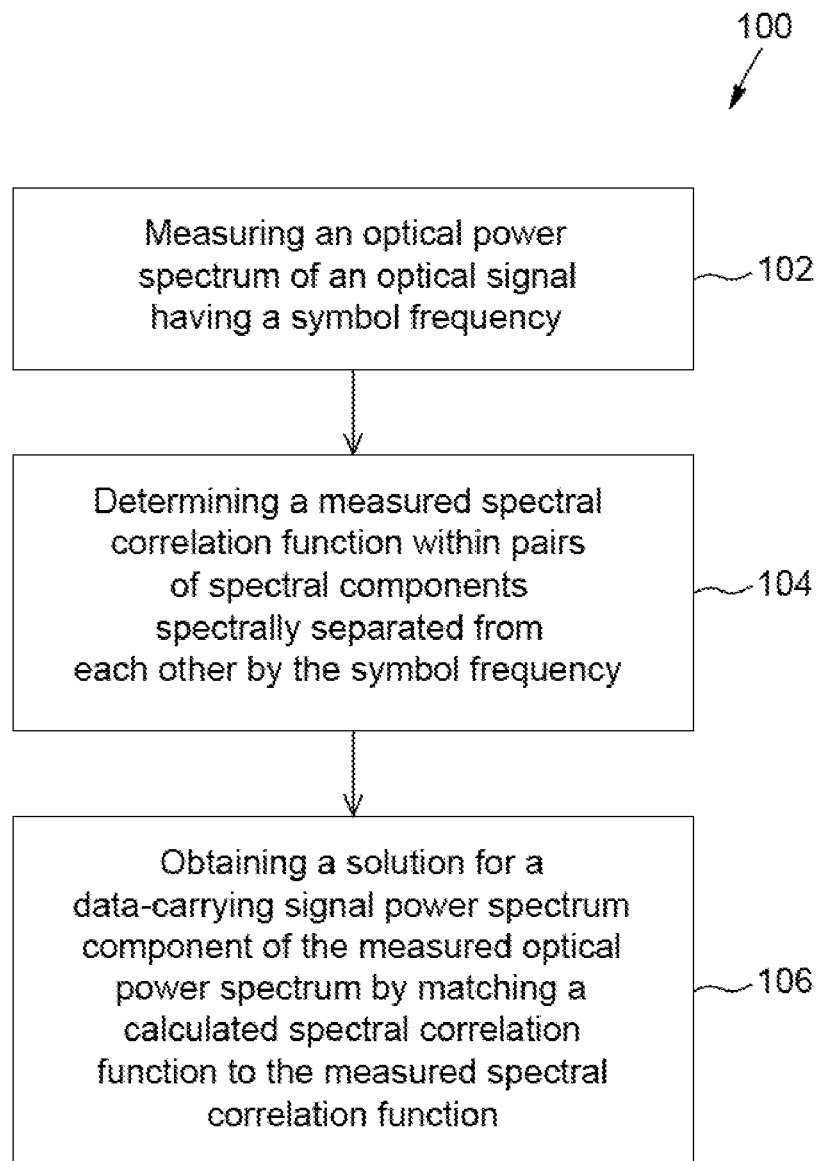 100
Measuring an optical power
spectrum of an optical signal
having a symbol frequency
102
Determining a measured spectral
correlation function within pairs
of spectral components
spectrally separated from
each other by the symbol frequency
104
Obtaining a solution for a
data-carrying signal power spectrum
component of the measured optical
power spectrum by matching a
calculated spectral correlation
function to the measured spectral
correlation function
106